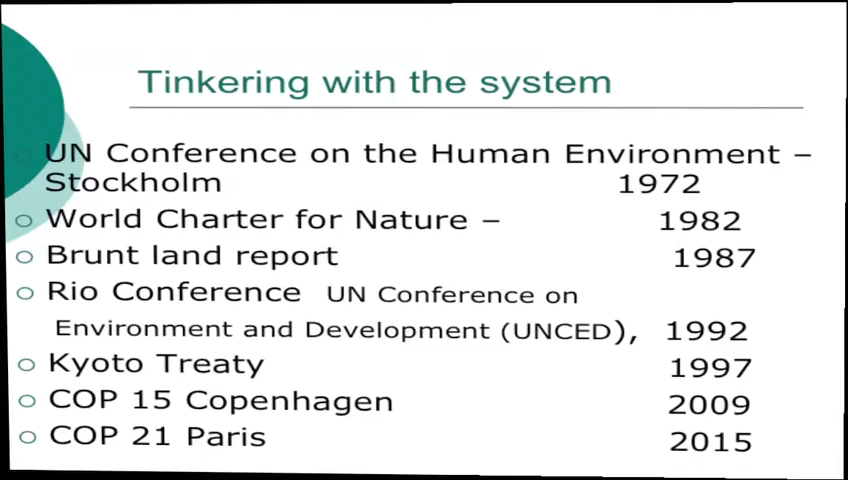 Tinkering with the system
UN Conference on the Human Environment –
Stockholm 1972
World Charter for Nature – 1982
Brunt land report 1987
Rio Conference UN Conference on
Environment and Development (UNCED), 1992
Kyoto Treaty 1997
COP 15 Copenhagen 2009
COP 21 Paris 2015